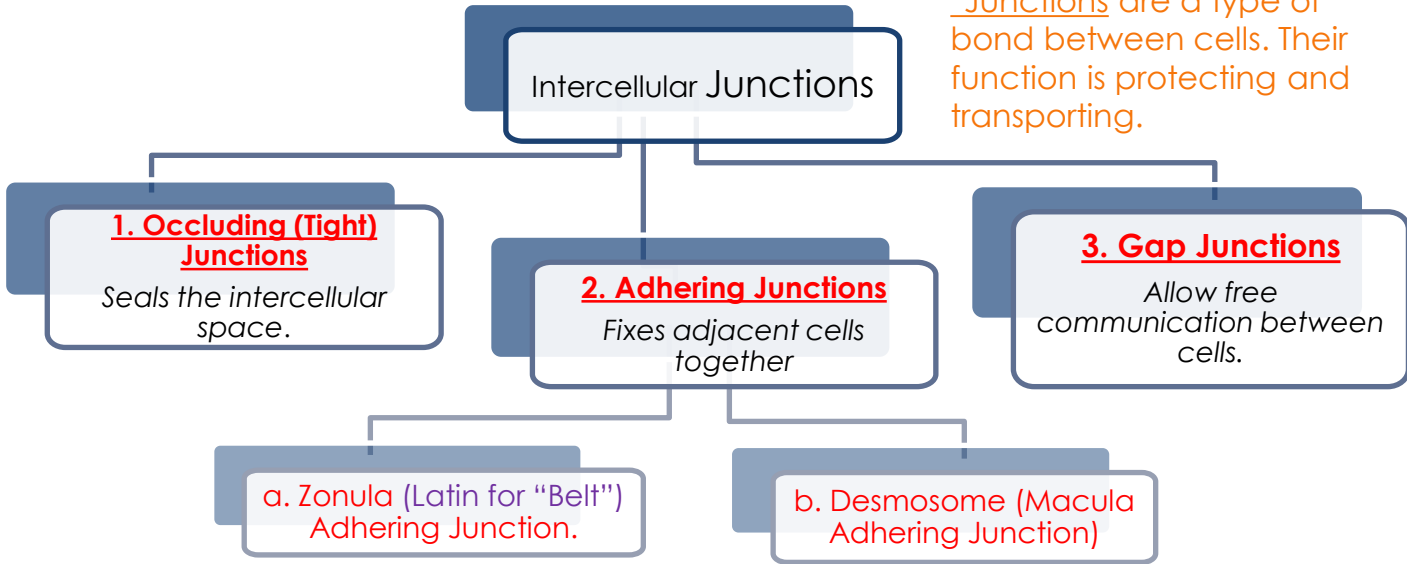 "Junctions are a type of
bond between cells. Their
function is protecting and
transporting.
Intercellular Junctions
1. Occluding (Tight)
Junctions
Seals the intercellular
space.
2. Adhering Junctions
Fixes adjacent cells
together
3. Gap Junctions
Allow free
communication between
cells.
a. Zonula (Latin for “Belt”)
Adhering Junction.
b. Desmosome (Macula
Adhering Junction)